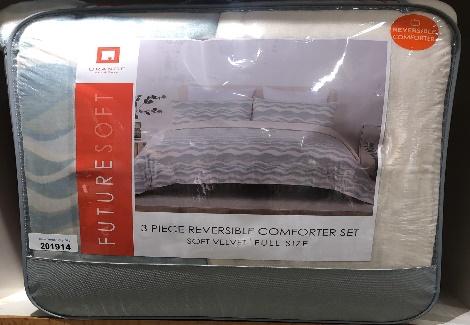 REVERSIBLE
COMFORTER
ORANGE
FUTURESOFT
201914
3 PIECE REVERSIBLE COMFORTER SET
SOFT VELVET FULL SIZE